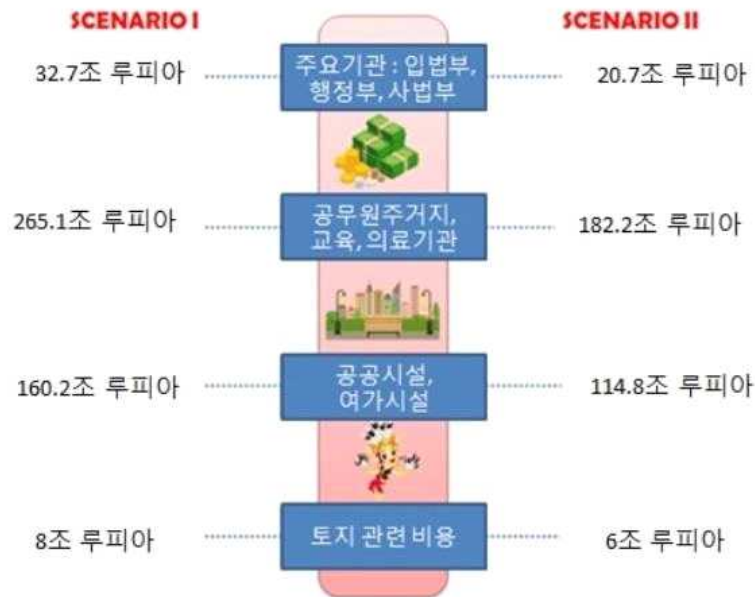 SCENARIO I
SCENARIO II
32.7조 루피아
주요기관 : 입법부,
행정부, 사법부
20.7조 루피아
265.1조 루피아
공무원주거지,
교육, 의료기관
182.2조 루피아
160.2조 루피아
공공시설,
여가시설
114.8조 루피아
8조 루피아
토지 관련 비용
6조 루피아